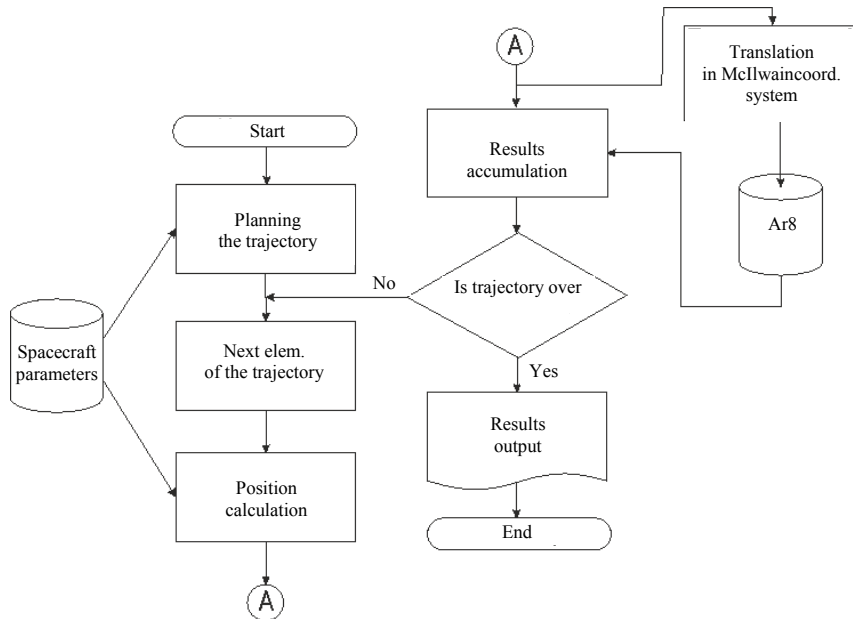 Start
Planning
the trajectory
Spacecraft
parameters
Next elem.
of the trajectory
Position
calculation
A
A
Translation
in McIlwaincoord.
system
Ar8
Results
accumulation
Is trajectory over
No
Yes
Results
output
End